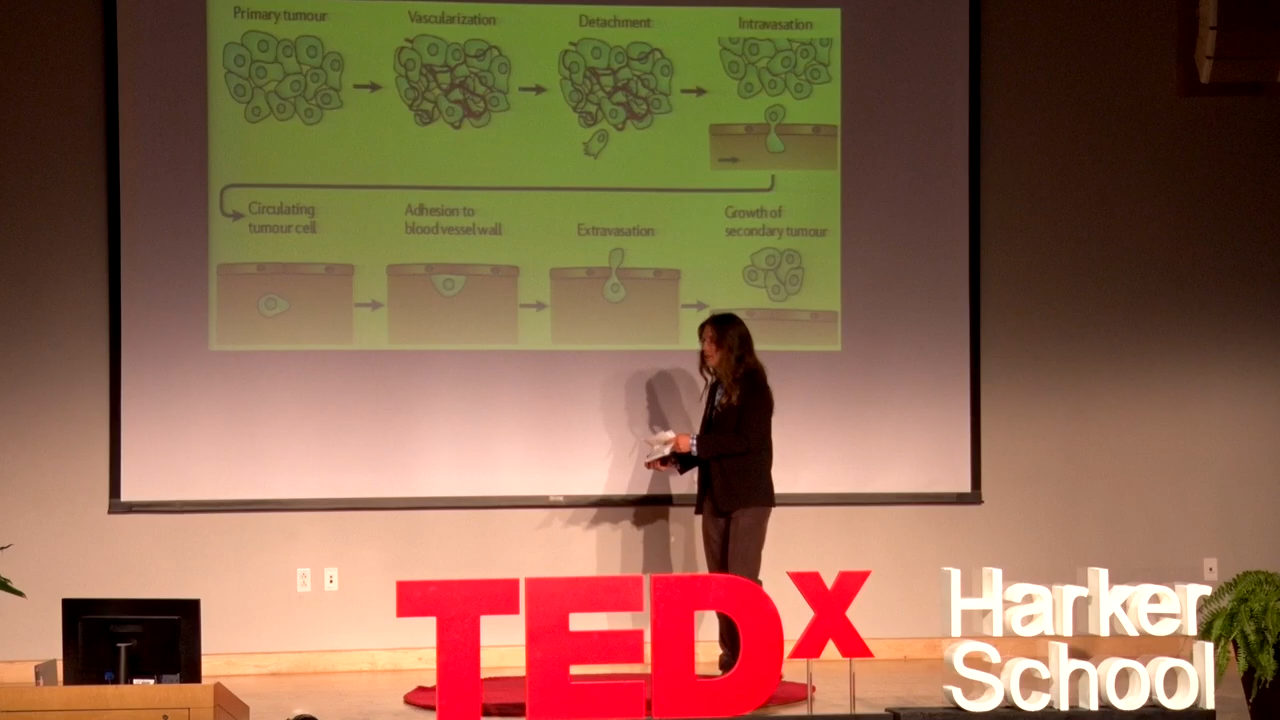 Primary tumour
Vascularization
Detachment
Intravasation
Circulating
tumour cell
Adhesion to
blood vessel wall
Extravasation
Growth of
secondary tumour
TEDx
Harker
School